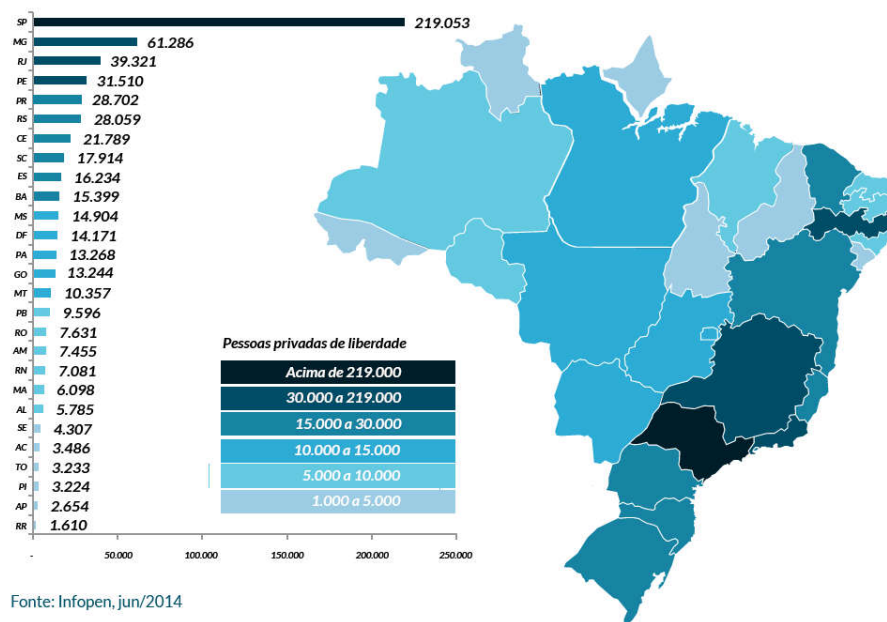 SP 219.053
MG 61.286
RJ 39.321
PE 31.510
PR 28.702
RS 28.059
CE 21.789
SC 17.914
ES 16.234
BA 15.399
MS 14.904
DF 14.171
PA 13.268
GO 13.244
MT 10.357
PB 9.596
RO 7.631
AM 7.455
RN 7.081
MA 6.098
AL 5.785
SE 4.307
AC 3.486
TO 3.233
PI 3.224
AP 2.654
RR 1.610
- 50.000 100.000 150.000 200.000 250.000
Pessoas privadas de liberdade
Acima de 219.000
30.000 a 219.000
15.000 a 30.000
10.000 a 15.000
5.000 a 10.000
1.000 a 5.000
Fonte: Infopen, jun/2014